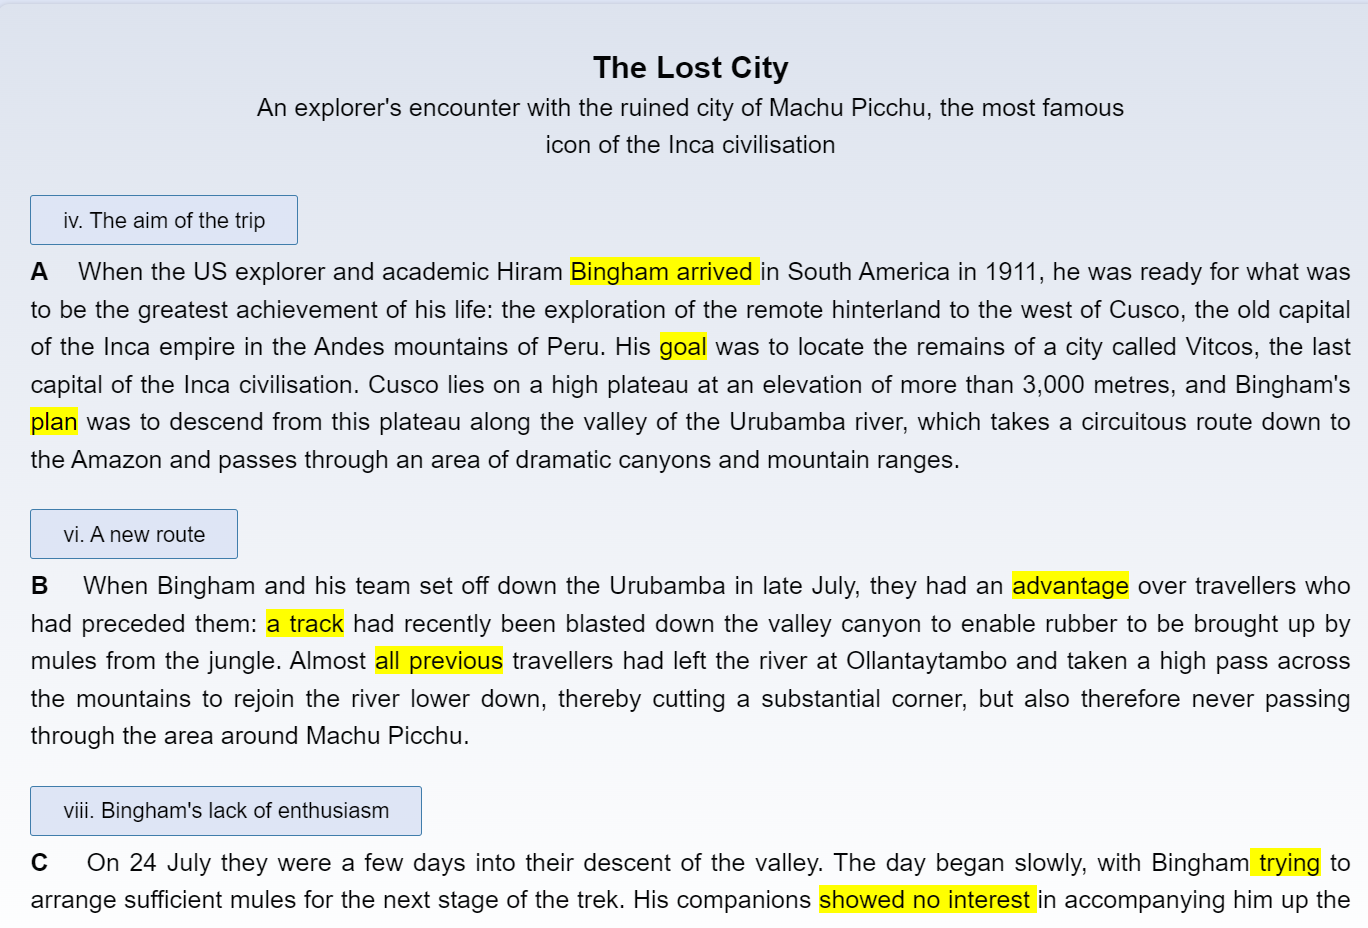 The Lost City
An explorer's encounter with the ruined city of Machu Picchu, the most famous
icon of the Inca civilisation
iv. The aim of the trip
A When the US explorer and academic Hiram Bingham arrived in South America in 1911, he was ready for what was
to be the greatest achievement of his life: the exploration of the remote hinterland to the west of Cusco, the old capital
of the Inca empire in the Andes mountains of Peru. His goal was to locate the remains of a city called Vitcos, the last
capital of the Inca civilisation. Cusco lies on a high plateau at an elevation of more than 3,000 metres, and Bingham's
plan was to descend from this plateau along the valley of the Urubamba river, which takes a circuitous route down to
the Amazon and passes through an area of dramatic canyons and mountain ranges.
vi. A new route
B When Bingham and his team set off down the Urubamba in late July, they had an advantage over travellers who
had preceded them: a track had recently been blasted down the valley canyon to enable rubber to be brought up by
mules from the jungle. Almost all previous travellers had left the river at Ollantaytambo and taken a high pass across
the mountains to rejoin the river lower down, thereby cutting a substantial corner, but also therefore never passing
through the area around Machu Picchu.
viii. Bingham's lack of enthusiasm
C On 24 July they were a few days into their descent of the valley. The day began slowly, with Bingham trying to
arrange sufficient mules for the next stage of the trek. His companions showed no interest in accompanying him up the